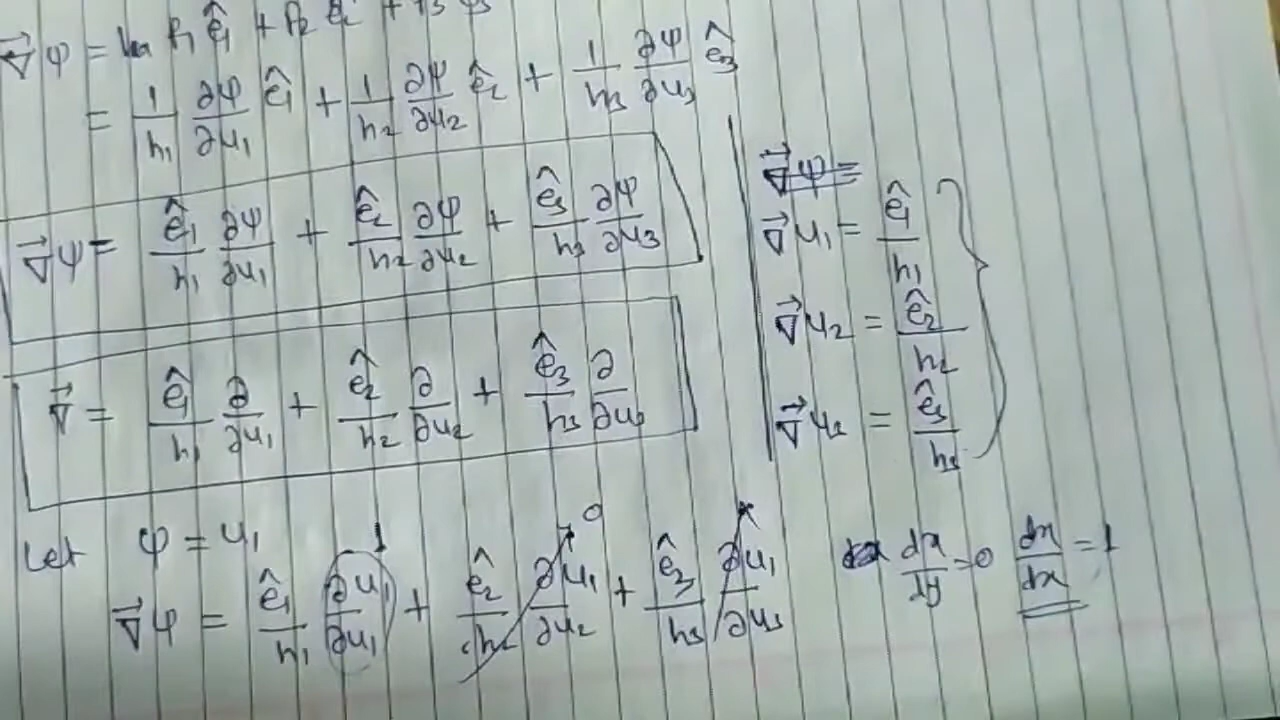 ∇⃗φ = h₁ f₁ ê₁ + f₂ ê₂ + f₃ ê₃
= 1/h₁ ∂φ/∂u₁ ê₁ + 1/h₂ ∂φ/∂u₂ ê₂ + 1/h₃ ∂φ/∂u₃ ê₃
∇⃗φ = ê₁/h₁ ∂φ/∂u₁ + ê₂/h₂ ∂φ/∂u₂ + ê₃/h₃ ∂φ/∂u₃
∇⃗ = ê₁/h₁ ∂/∂u₁ + ê₂/h₂ ∂/∂u₂ + ê₃/h₃ ∂/∂u₃
∇⃗φ =
∇⃗u₁ = ê₁/h₁
∇⃗u₂ = ê₂/h₂
∇⃗u₂ = ê₃/h₃
Let φ = u₁
1 0
∇⃗φ = ê₁/h₁ ∂u₁/∂u₁ + ê₂/h₂ ∂u₁/∂u₂ + ê₃/h₃ ∂u₁/∂u₃
dx/dy = 0 dx/dx = 1